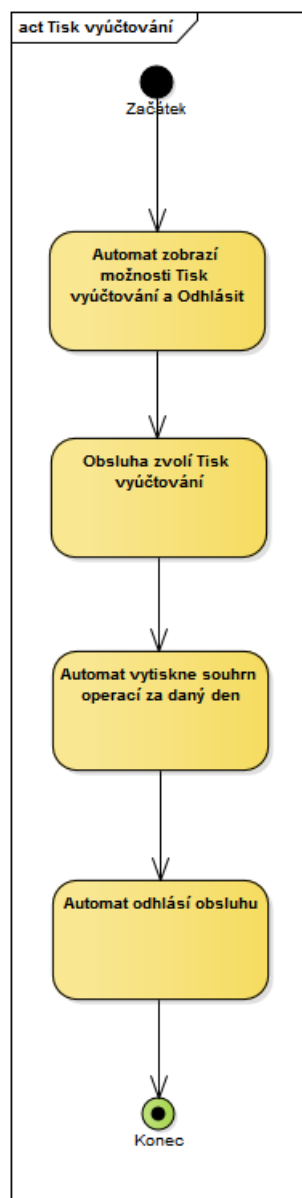 act Tisk vyúčtování
Začátek
Automat zobrazí
možnosti Tisk
vyúčtování a Odhlásit
Obsluha zvolí Tisk
vyúčtování
Automat vytiskne souhrn
operací za daný den
Automat odhlásí obsluhu
Konec